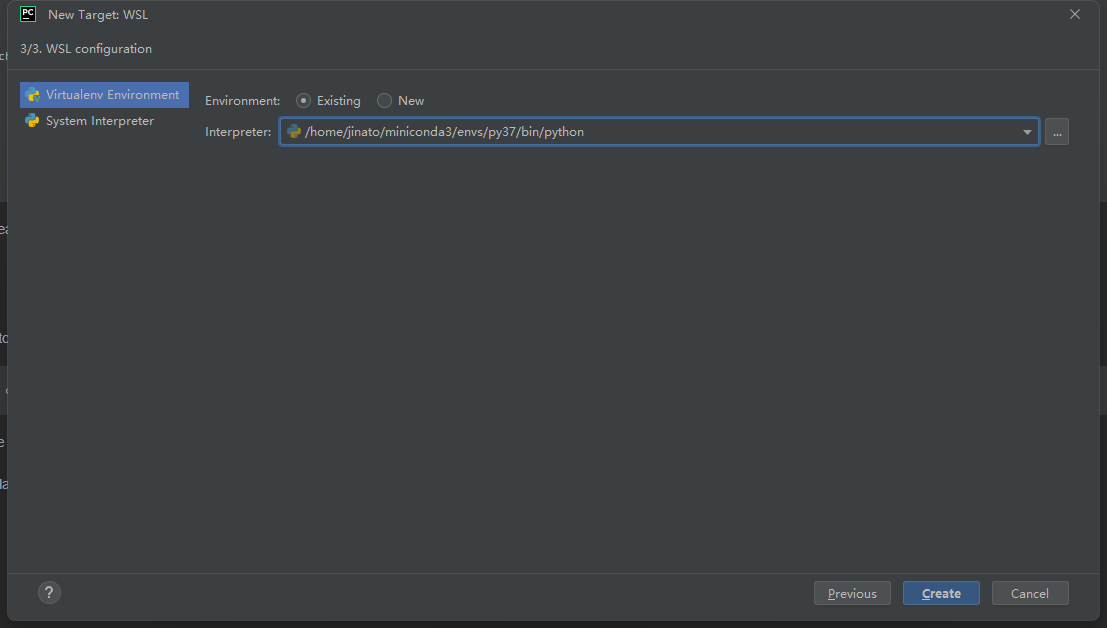 PC New Target: WSL
3/3. WSL configuration
Virtualenv Environment
System Interpreter
Environment: Existing New
Interpreter: /home/jinato/miniconda3/envs/py37/bin/python ...
? Previous Create Cancel